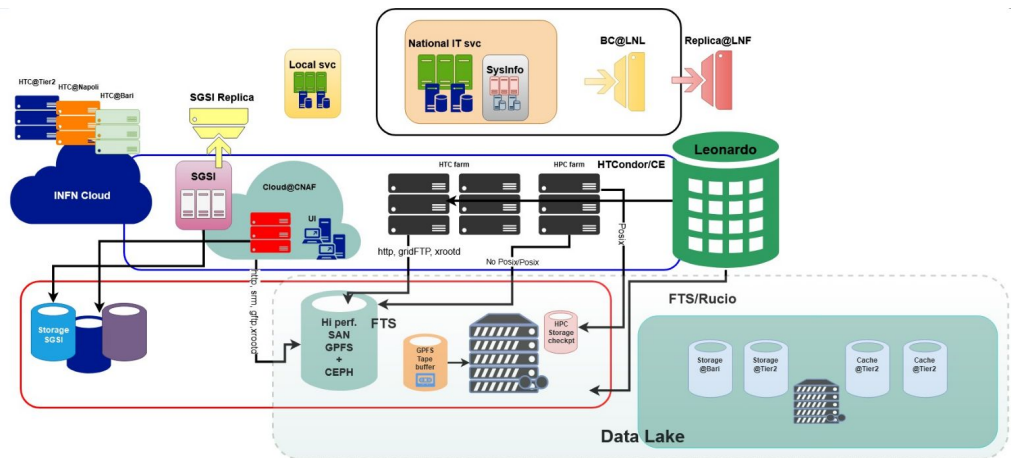 National IT svc
BC@LNL
Replica@LNF
SysInfo
Local svc
HTC@Tier2
HTC@Napoli
HTC@Bari
SGSI Replica
Leonardo
HTC farm
HPC farm
HTCondor/CE
SGSI
Cloud@CNAF
INFN Cloud
UI
Posix
http, gridFTP, xrootd
No Posix/Posix
http, srm, gftp,xrootd
FTS/Rucio
Storage
SGSI
Hi perf.
SAN
GPFS
+
CEPH
FTS
HPC
Storage
checkpt
GPFS
Tape
buffer
Storage
@Bari
Storage
@Tier2
Cache
@Tier2
Cache
@Tier2
Data Lake